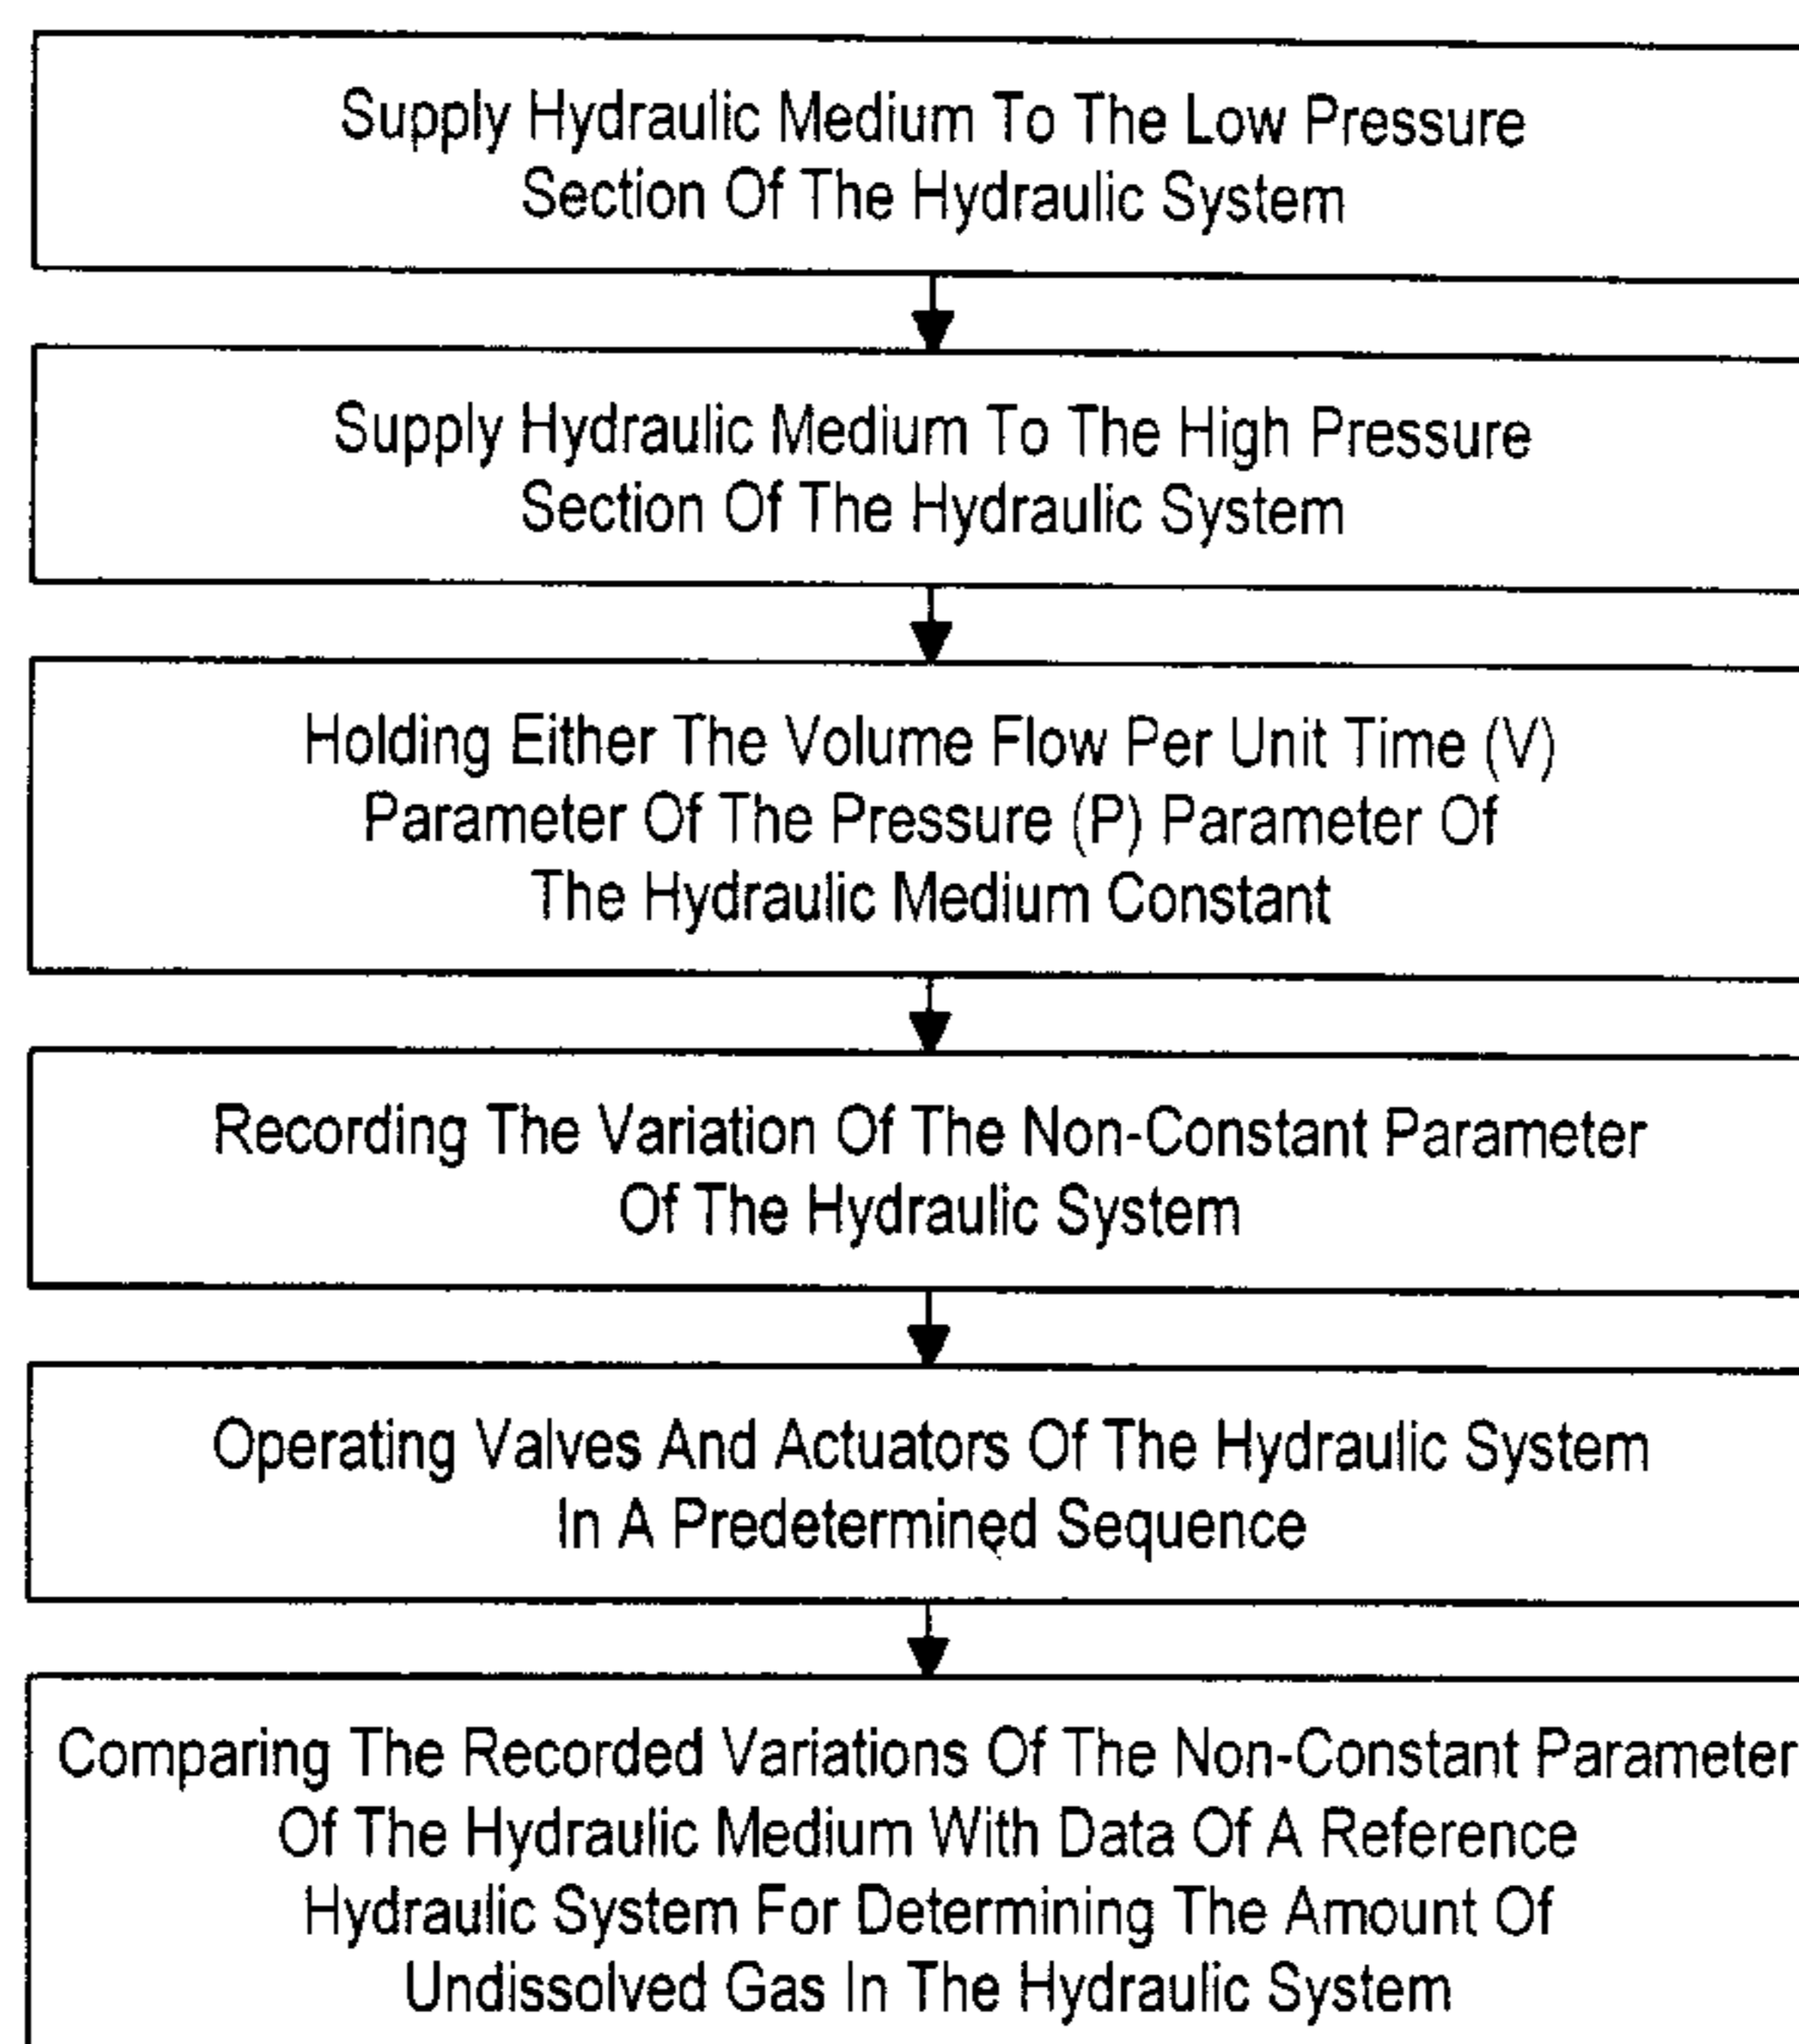 Supply Hydraulic Medium To The Low Pressure
Section Of The Hydraulic System
Supply Hydraulic Medium To The High Pressure
Section Of The Hydraulic System
Holding Either The Volume Flow Per Unit Time (V)
Parameter Of The Pressure (P) Parameter Of
The Hydraulic Medium Constant
Recording The Variation Of The Non-Constant Parameter
Of The Hydraulic System
Operating Valves And Actuators Of The Hydraulic System
In A Predetermined Sequence
Comparing The Recorded Variations Of The Non-Constant Parameter
Of The Hydraulic Medium With Data Of A Reference
Hydraulic System For Determining The Amount Of
Undissolved Gas In The Hydraulic System